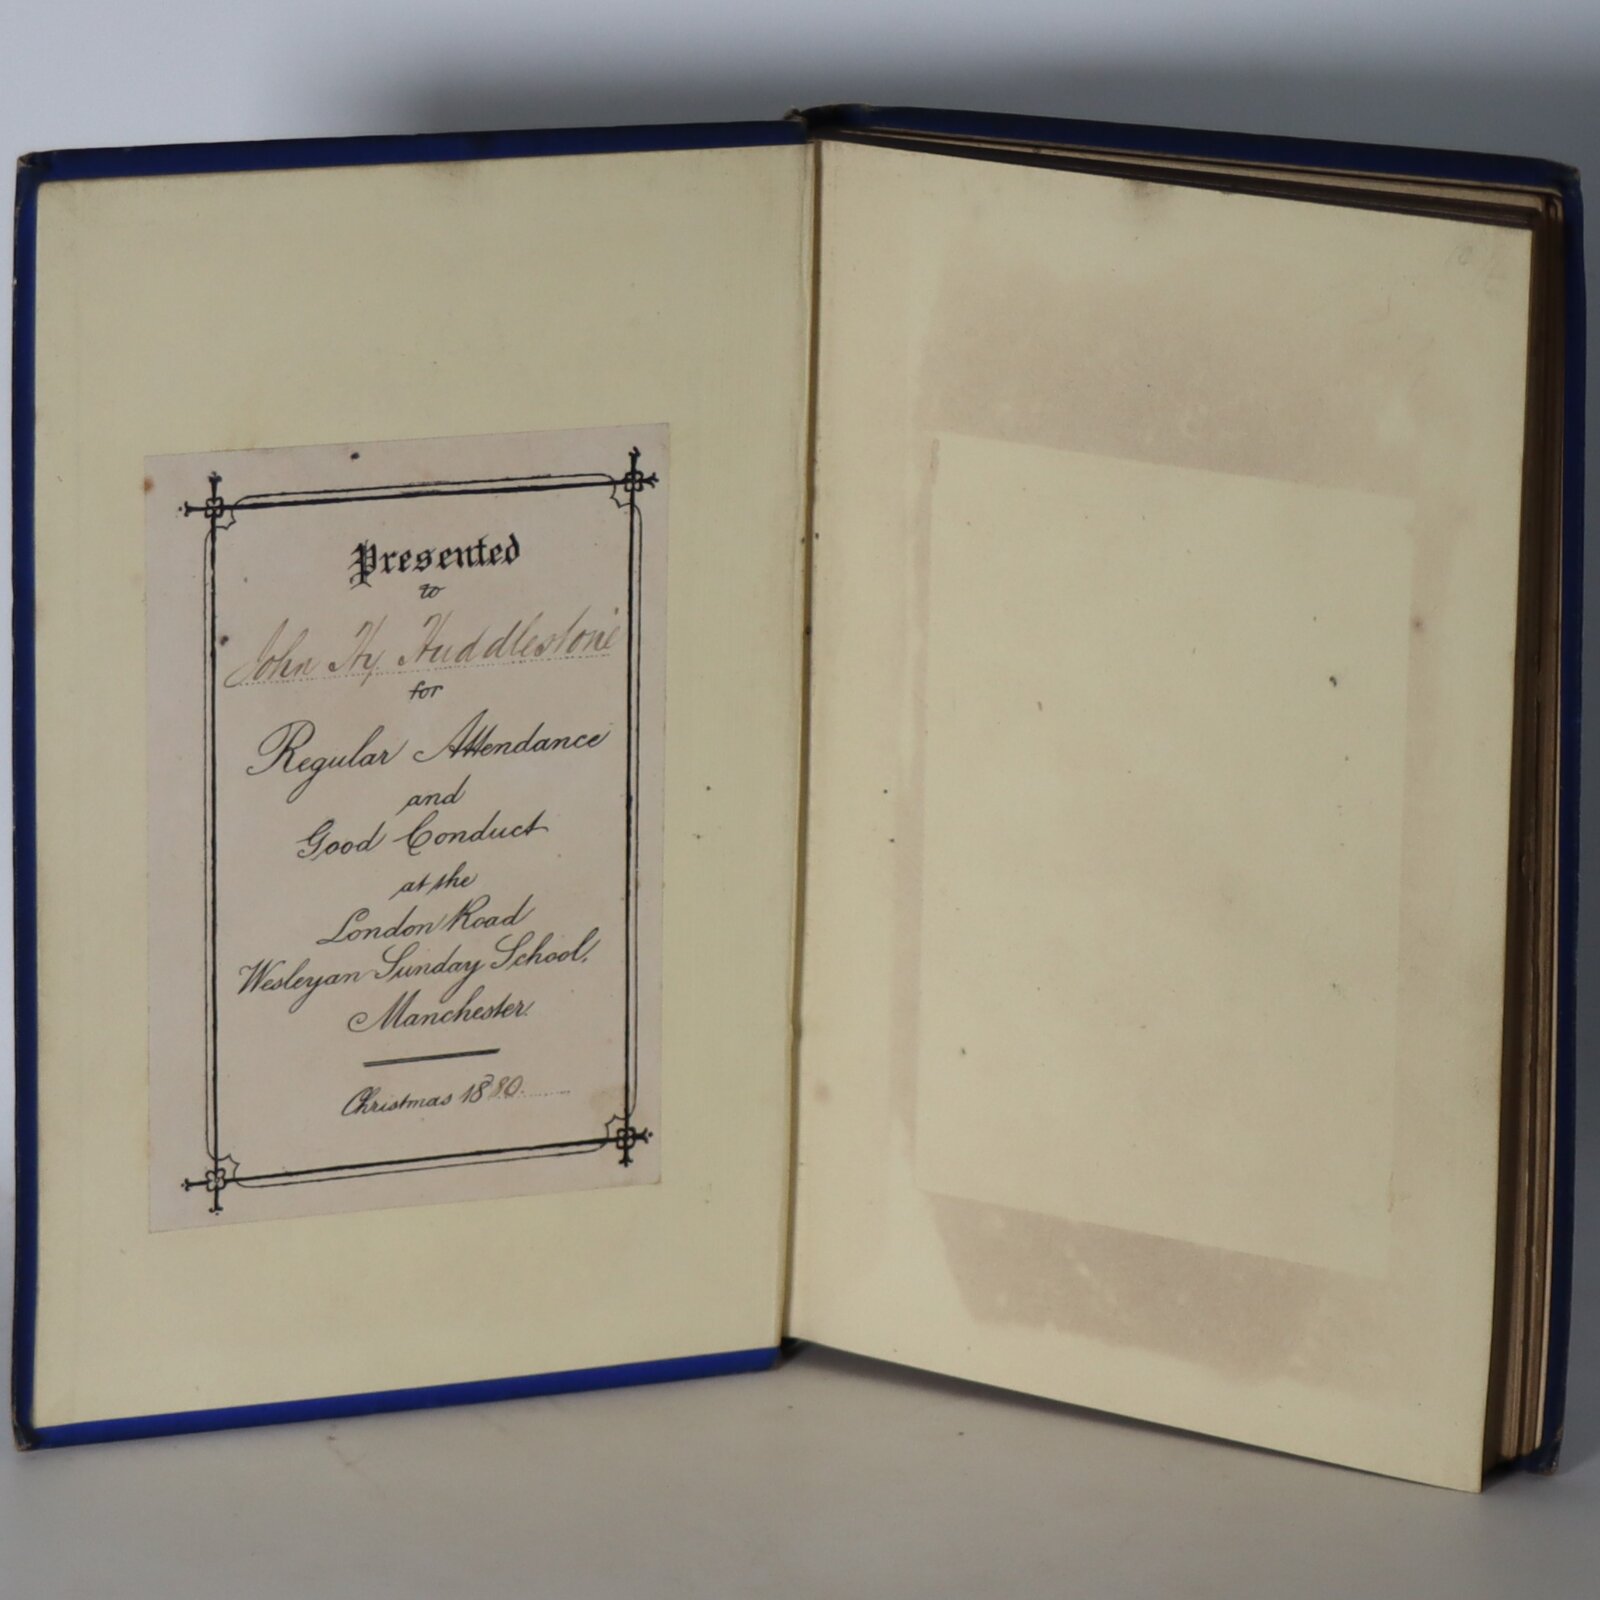 Presented
to
John Hy Huddlestone
for
Regular Attendance
and
Good Conduct
at the
London Road
Wesleyan Sunday School,
Manchester.
Christmas 1880.